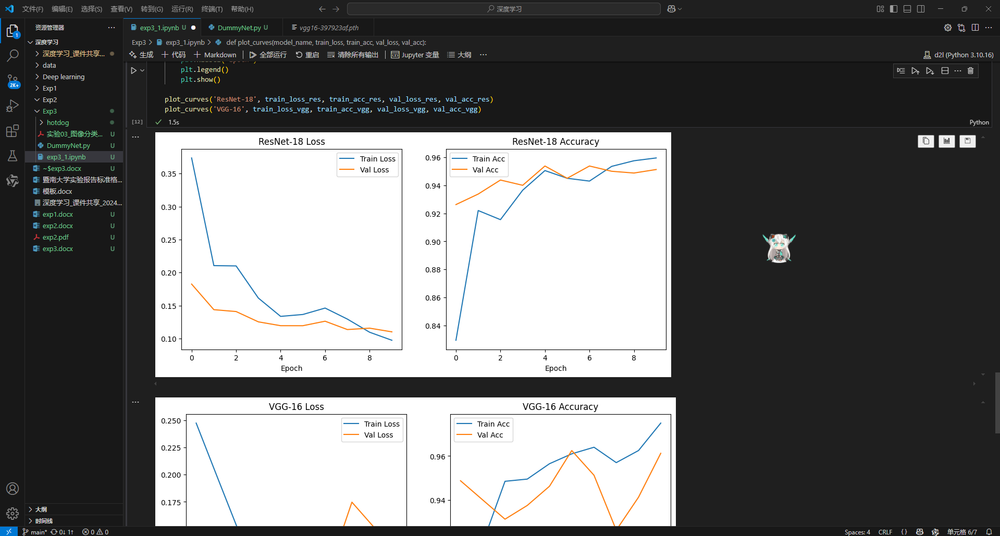 文件(F) 编辑(E) 选择(S) 查看(V) 转到(G) 运行(R) 终端(T) 帮助(H)
深度学习
资源管理器
exp3_1.ipynb U
DummyNet.py U
vgg16-397923af.pth
Exp3 > exp3_1.ipynb > def plot_curves(model_name, train_loss, train_acc, val_loss, val_acc):
生成 代码 Markdown 全部运行 重启 清除所有输出 Jupyter 变量 大纲
d2l (Python 3.10.16)
1
2K+
深度学习
深度学习_课件共享...
data
Deep learning
Exp1
Exp2
Exp3
hotdog
实验03_图像分类... U
DummyNet.py U
exp3_1.ipynb U
~$exp3.docx U
暨南大学实验报告标准格...
模板.docx
深度学习_课件共享_2024...
exp1.docx U
exp2.docx U
exp2.pdf U
exp3.docx U
大纲
时间线
plt.legend()
plt.show()
plot_curves('ResNet-18', train_loss_res, train_acc_res, val_loss_res, val_acc_res)
plot_curves('VGG-16', train_loss_vgg, train_acc_vgg, val_loss_vgg, val_acc_vgg)
[12] 1.5s
Python
ResNet-18 Loss
Train Loss
Val Loss
0.35
0.30
0.25
0.20
0.15
0.10
0 2 4 6 8
Epoch
ResNet-18 Accuracy
Train Acc
Val Acc
0.96
0.94
0.92
0.90
0.88
0.86
0.84
0 2 4 6 8
Epoch
VGG-16 Loss
Train Loss
Val Loss
0.250
0.225
0.200
0.175
VGG-16 Accuracy
Train Acc
Val Acc
0.96
0.94
main* 0↓ 1↑ 0 0
Spaces: 4 CRLF {} 单元格 6/7